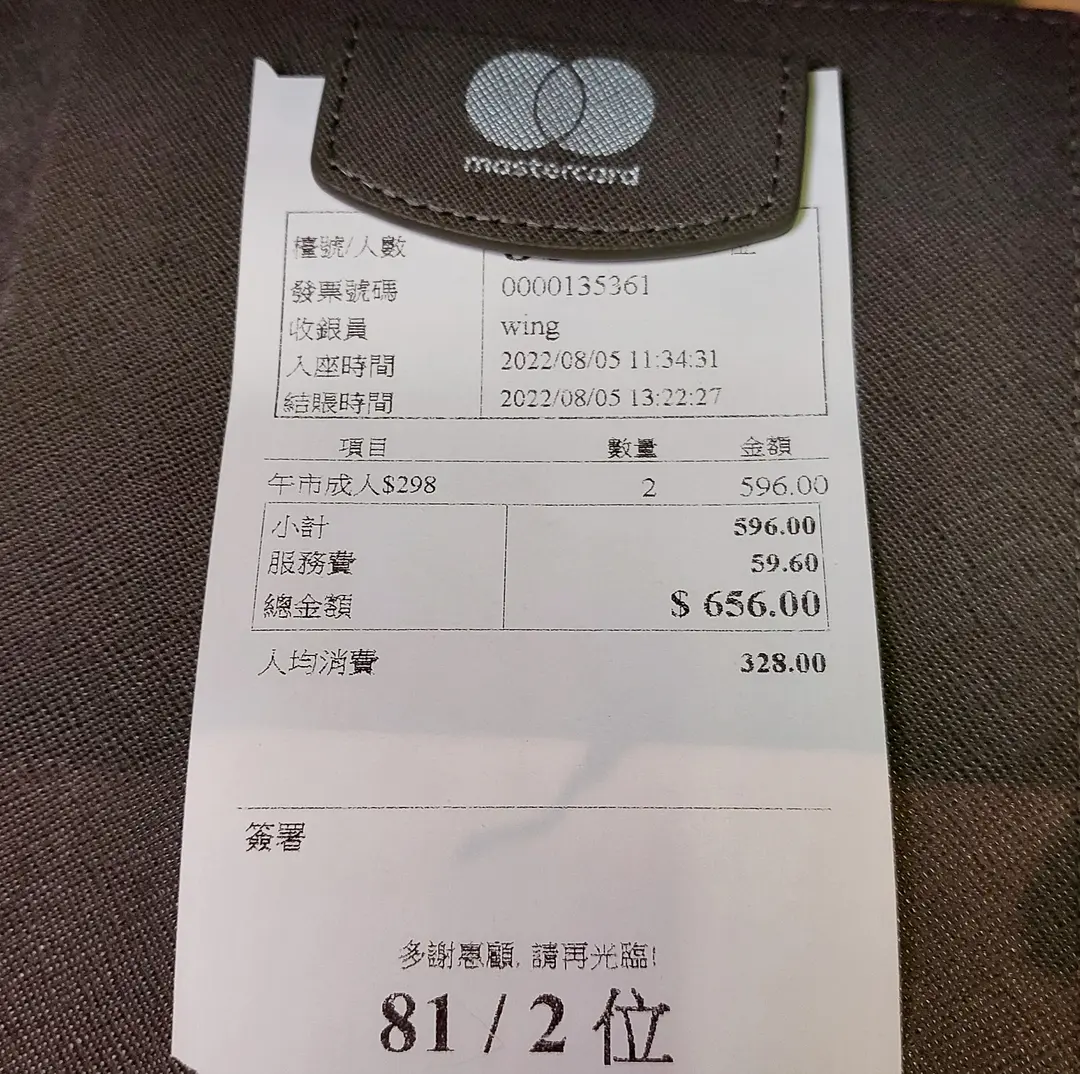 mastercard
檯號/人數 位
發票號碼 0000135361
收銀員 wing
入座時間 2022/08/05 11:34:31
結賬時間 2022/08/05 13:22:27
項目 數量 金額
午市成人$298 2 596.00
小計 596.00
服務費 59.60
總金額 $ 656.00
人均消費 328.00
簽署
多謝惠顧, 請再光臨!
81 / 2 位